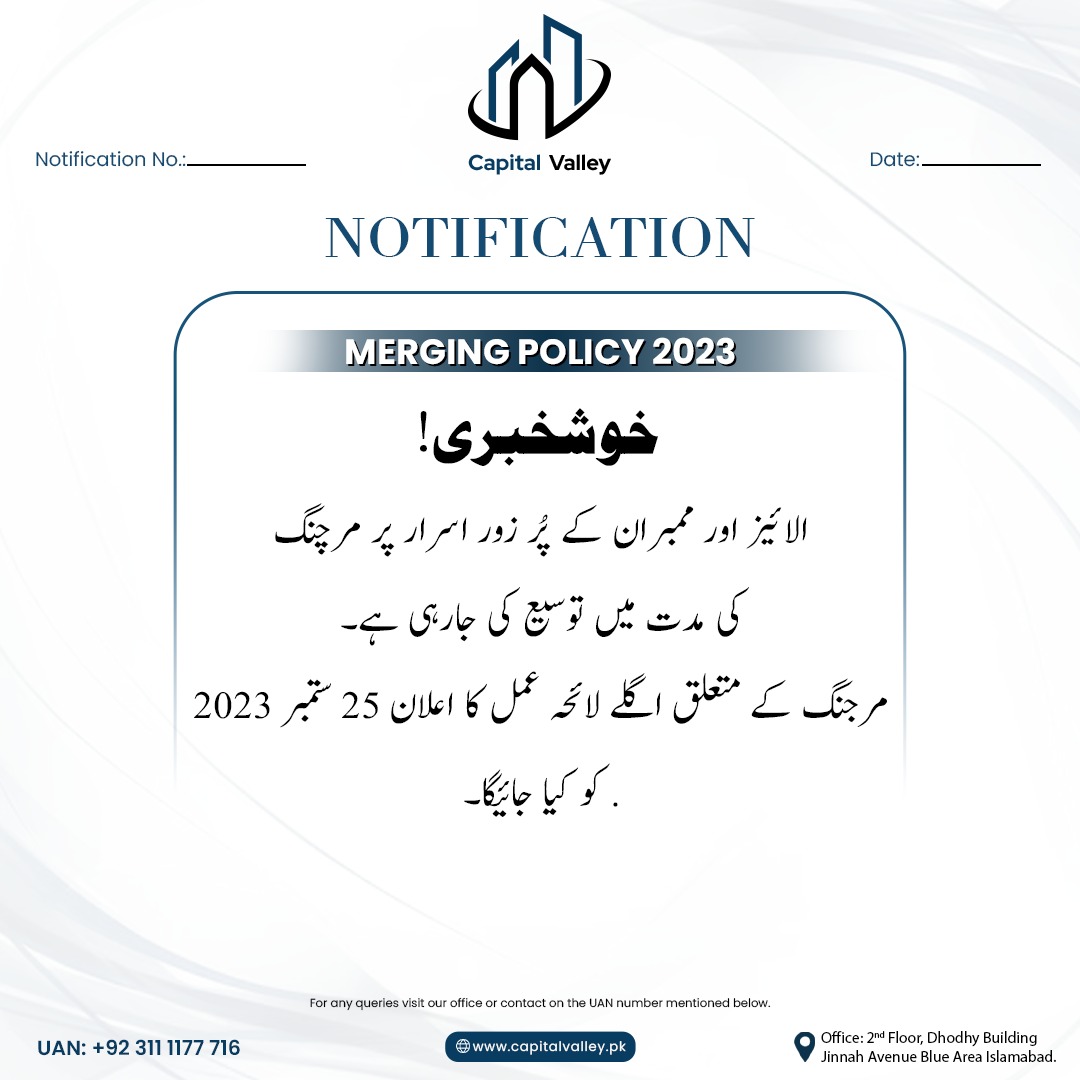 Capital Valley
Notification No.:
Date:
NOTIFICATION
MERGING POLICY 2023
خوشخبری!
الائیز اور ممبران کے پُر زور اسرار پر مرچنگ
کی مدت میں توسیع کی جارہی ہے۔
مرجنگ کے متعلق اگلے لائحہ عمل کا اعلان 25 ستمبر 2023
. کو کیا جائیگا۔
For any queries visit our office or contact on the UAN number mentioned below.
UAN: +92 311 1177 716
www.capitalvalley.pk
Office: 2nd Floor, Dhodhy Building
Jinnah Avenue Blue Area Islamabad.